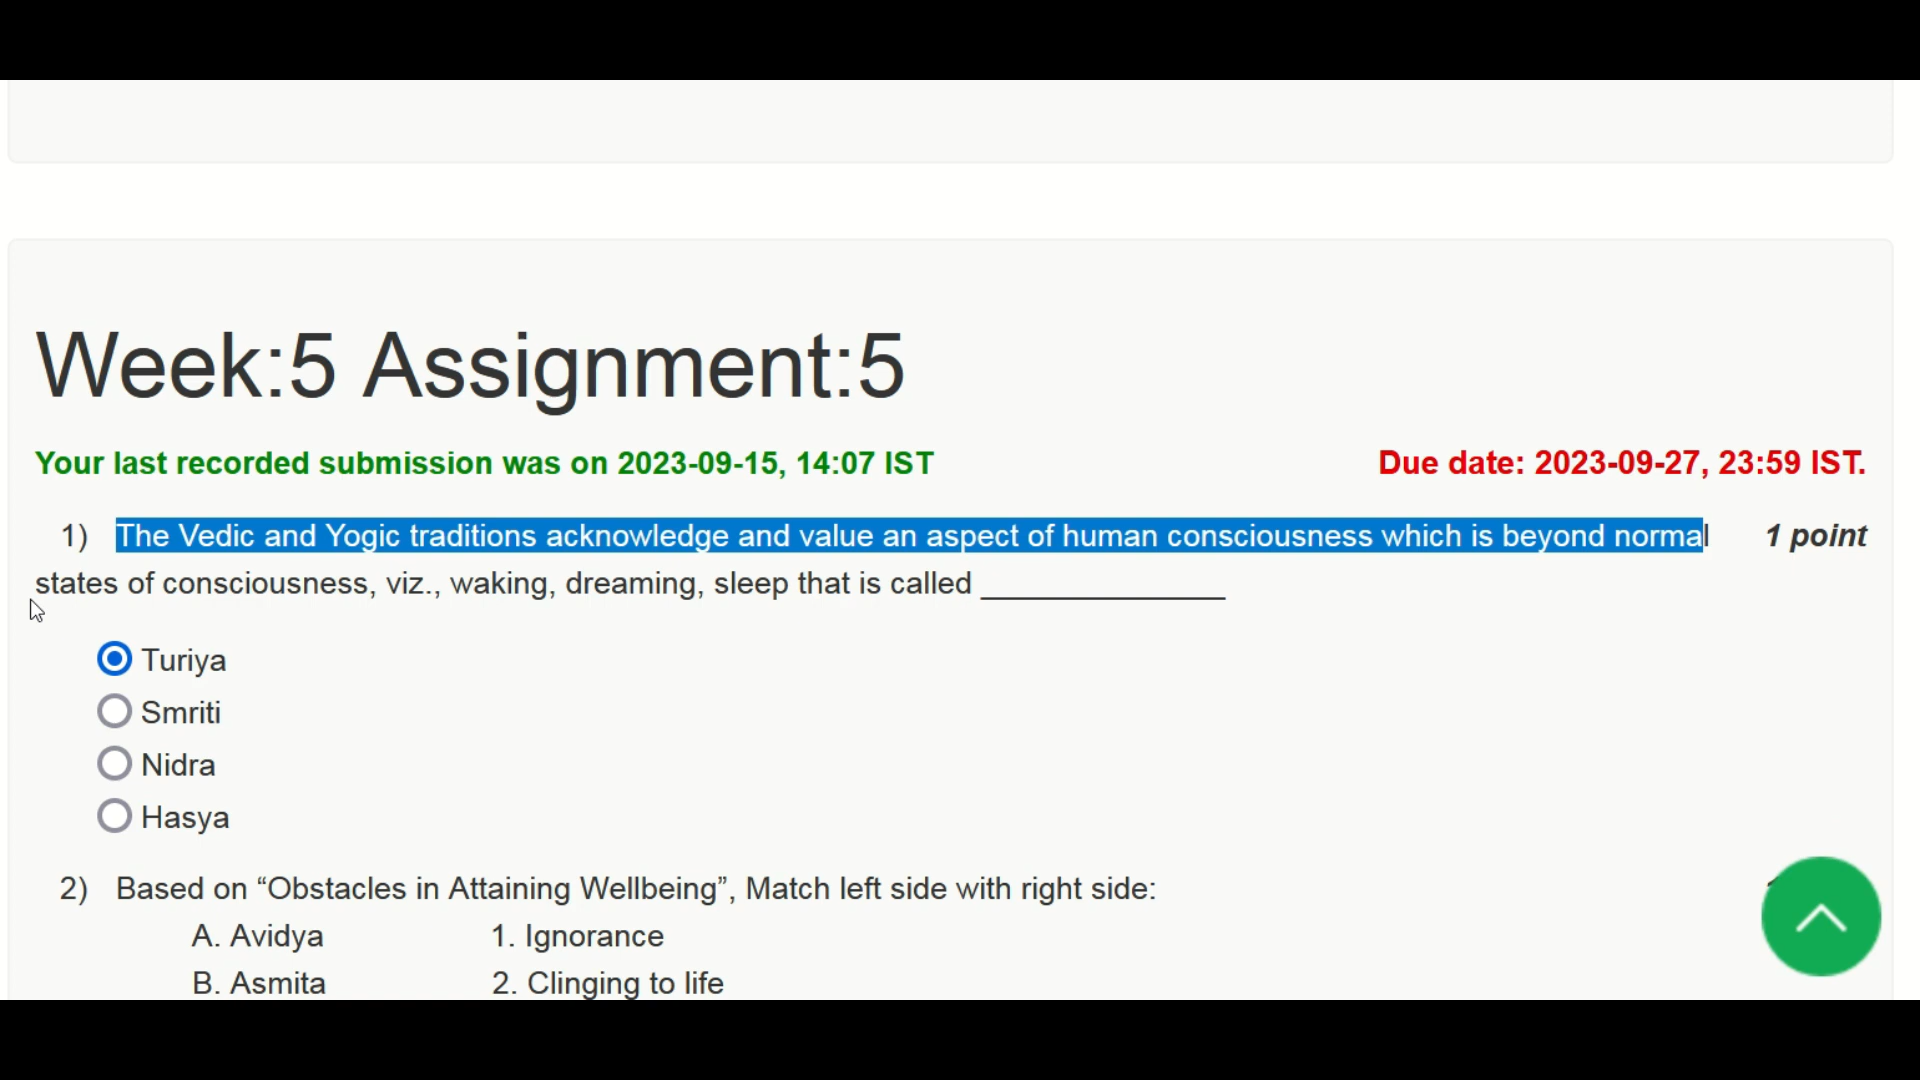 Week:5 Assignment:5
Your last recorded submission was on 2023-09-15, 14:07 IST Due date: 2023-09-27, 23:59 IST.
1) The Vedic and Yogic traditions acknowledge and value an aspect of human consciousness which is beyond normal 1 point
states of consciousness, viz., waking, dreaming, sleep that is called _______________
Turiya
Smriti
Nidra
Hasya
2) Based on “Obstacles in Attaining Wellbeing”, Match left side with right side:
A. Avidya 1. Ignorance
B. Asmita 2. Clinging to life